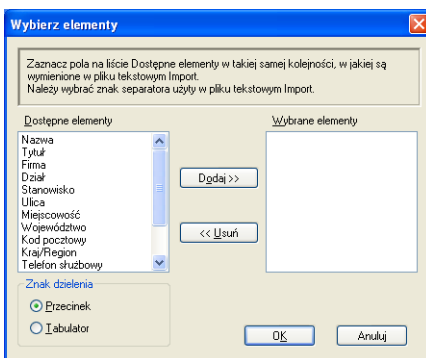 Wybierz elementy
Zaznacz pola na liście Dostępne elementy w takiej samej kolejności, w jakiej są
wymienione w pliku tekstowym Import.
Należy wybrać znak separatora użyty w pliku tekstowym Import.
Dostępne elementy
Wybrane elementy
Nazwa
Tytuł
Firma
Dział
Stanowisko
Ulica
Miejscowość
Województwo
Kod pocztowy
Kraj/Region
Telefon służbowy
Dodaj >>
<< Usuń
Znak dzielenia
Przecinek
Tabulator
OK
Anuluj